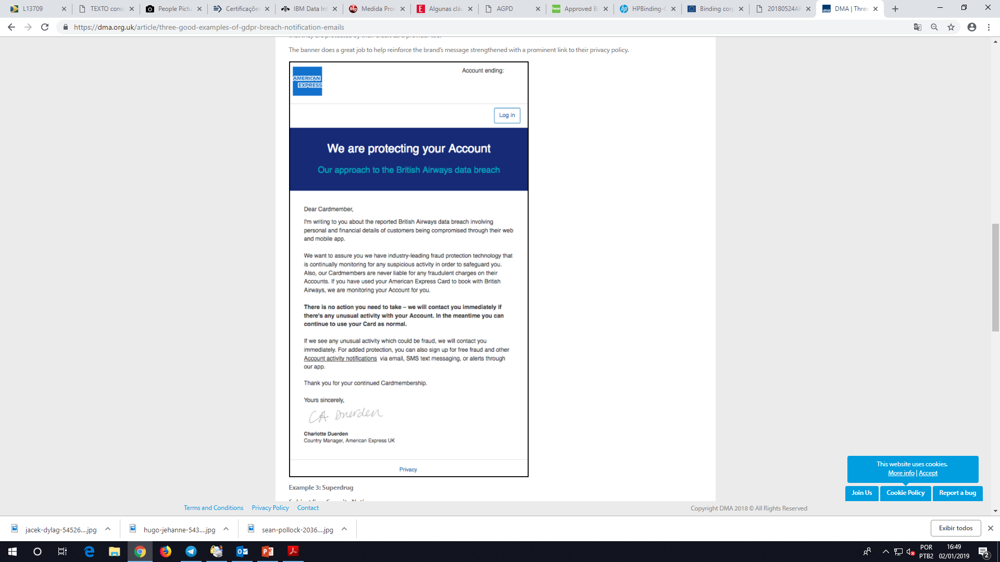 L13709
TEXTO cons
People Pictu
Certificações
IBM Data Int
Medida Prov
Algunas cláu
AGPD
Approved Bi
HPBinding-C
Binding corp
20180524AF
DMA | Three
https://dma.org.uk/article/three-good-examples-of-gdpr-breach-notification-emails
that they are protected by their credit card provider too.
The banner does a great job to help reinforce the brand's message strengthened with a prominent link to their privacy policy.
AMERICAN
EXPRESS
Account ending:
Log in
We are protecting your Account
Our approach to the British Airways data breach
Dear Cardmember,
I'm writing to you about the reported British Airways data breach involving
personal and financial details of customers being compromised through their web
and mobile app.
We want to assure you we have industry-leading fraud protection technology that
is continually monitoring for any suspicious activity in order to safeguard you.
Also, our Cardmembers are never liable for any fraudulent charges on their
Accounts. If you have used your American Express Card to book with British
Airways, we are monitoring your Account for you.
There is no action you need to take – we will contact you immediately if
there's any unusual activity with your Account. In the meantime you can
continue to use your Card as normal.
If we see any unusual activity which could be fraud, we will contact you
immediately. For added protection, you can also sign up for free fraud and other
Account activity notifications via email, SMS text messaging, or alerts through
our app.
Thank you for your continued Cardmembership.
Yours sincerely,
CA Duerden
Charlotte Duerden
Country Manager, American Express UK
Privacy
Example 3: Superdrug
This website uses cookies.
More info | Accept
Join Us
Cookie Policy
Report a bug
Terms and Conditions
Privacy Policy
Contact
Copyright DMA 2018 © All Rights Reserved
jacek-dylag-54526....jpg
hugo-jehanne-543....jpg
sean-pollock-2036....jpg
Exibir todos
POR
PTB2
16:49
02/01/2019
2